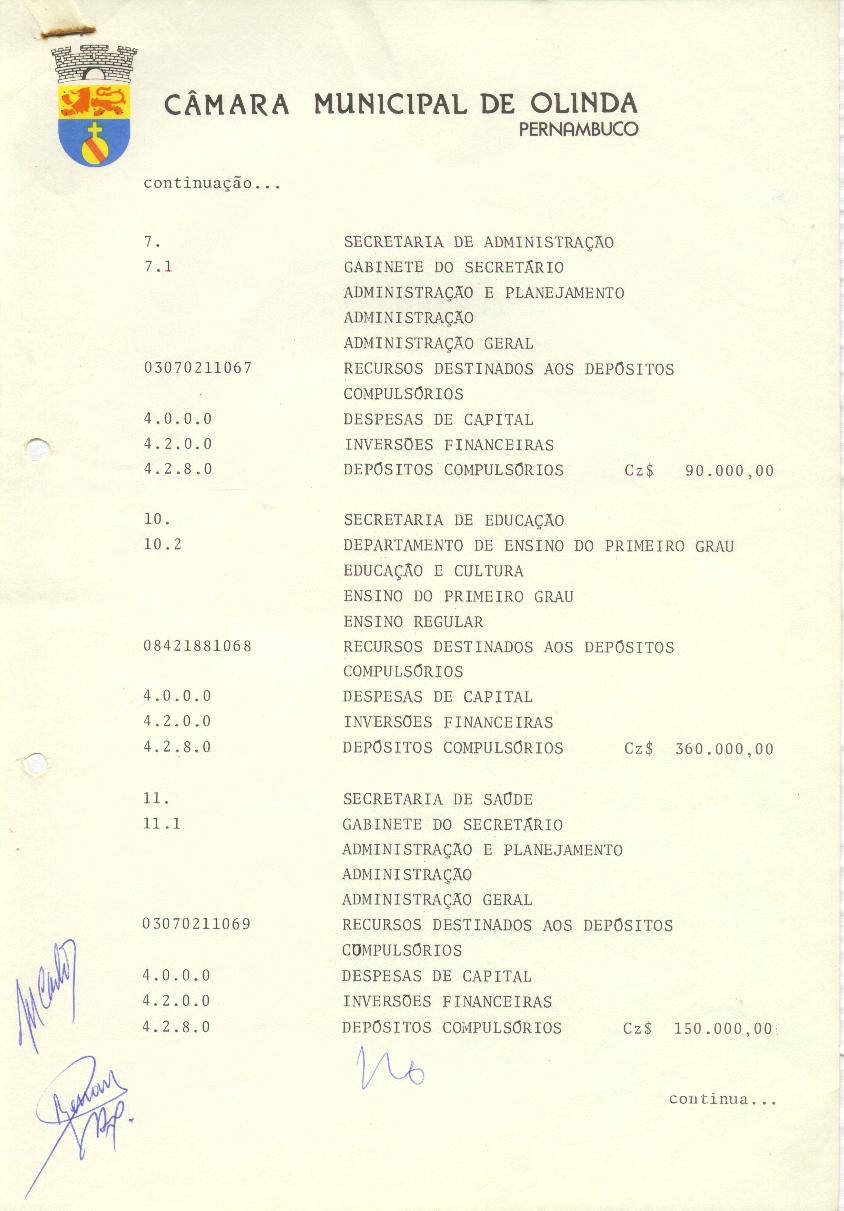 CÂMARA MUNICIPAL DE OLINDA
PERNAMBUCO
continuação...
7. SECRETARIA DE ADMINISTRAÇÃO
7.1 GABINETE DO SECRETÁRIO
ADMINISTRAÇÃO E PLANEJAMENTO
ADMINISTRAÇÃO
ADMINISTRAÇÃO GERAL
03070211067 RECURSOS DESTINADOS AOS DEPÓSITOS
COMPULSÓRIOS
4.0.0.0 DESPESAS DE CAPITAL
4.2.0.0 INVERSÕES FINANCEIRAS
4.2.8.0 DEPÓSITOS COMPULSÓRIOS Cz$ 90.000,00
10. SECRETARIA DE EDUCAÇÃO
10.2 DEPARTAMENTO DE ENSINO DO PRIMEIRO GRAU
EDUCAÇÃO E CULTURA
ENSINO DO PRIMEIRO GRAU
ENSINO REGULAR
08421881068 RECURSOS DESTINADOS AOS DEPÓSITOS
COMPULSÓRIOS
4.0.0.0 DESPESAS DE CAPITAL
4.2.0.0 INVERSÕES FINANCEIRAS
4.2.8.0 DEPÓSITOS COMPULSÓRIOS Cz$ 360.000,00
11. SECRETARIA DE SAÚDE
11.1 GABINETE DO SECRETÁRIO
ADMINISTRAÇÃO E PLANEJAMENTO
ADMINISTRAÇÃO
ADMINISTRAÇÃO GERAL
03070211069 RECURSOS DESTINADOS AOS DEPÓSITOS
COMPULSÓRIOS
4.0.0.0 DESPESAS DE CAPITAL
4.2.0.0 INVERSÕES FINANCEIRAS
4.2.8.0 DEPÓSITOS COMPULSÓRIOS Cz$ 150.000,00
continua...